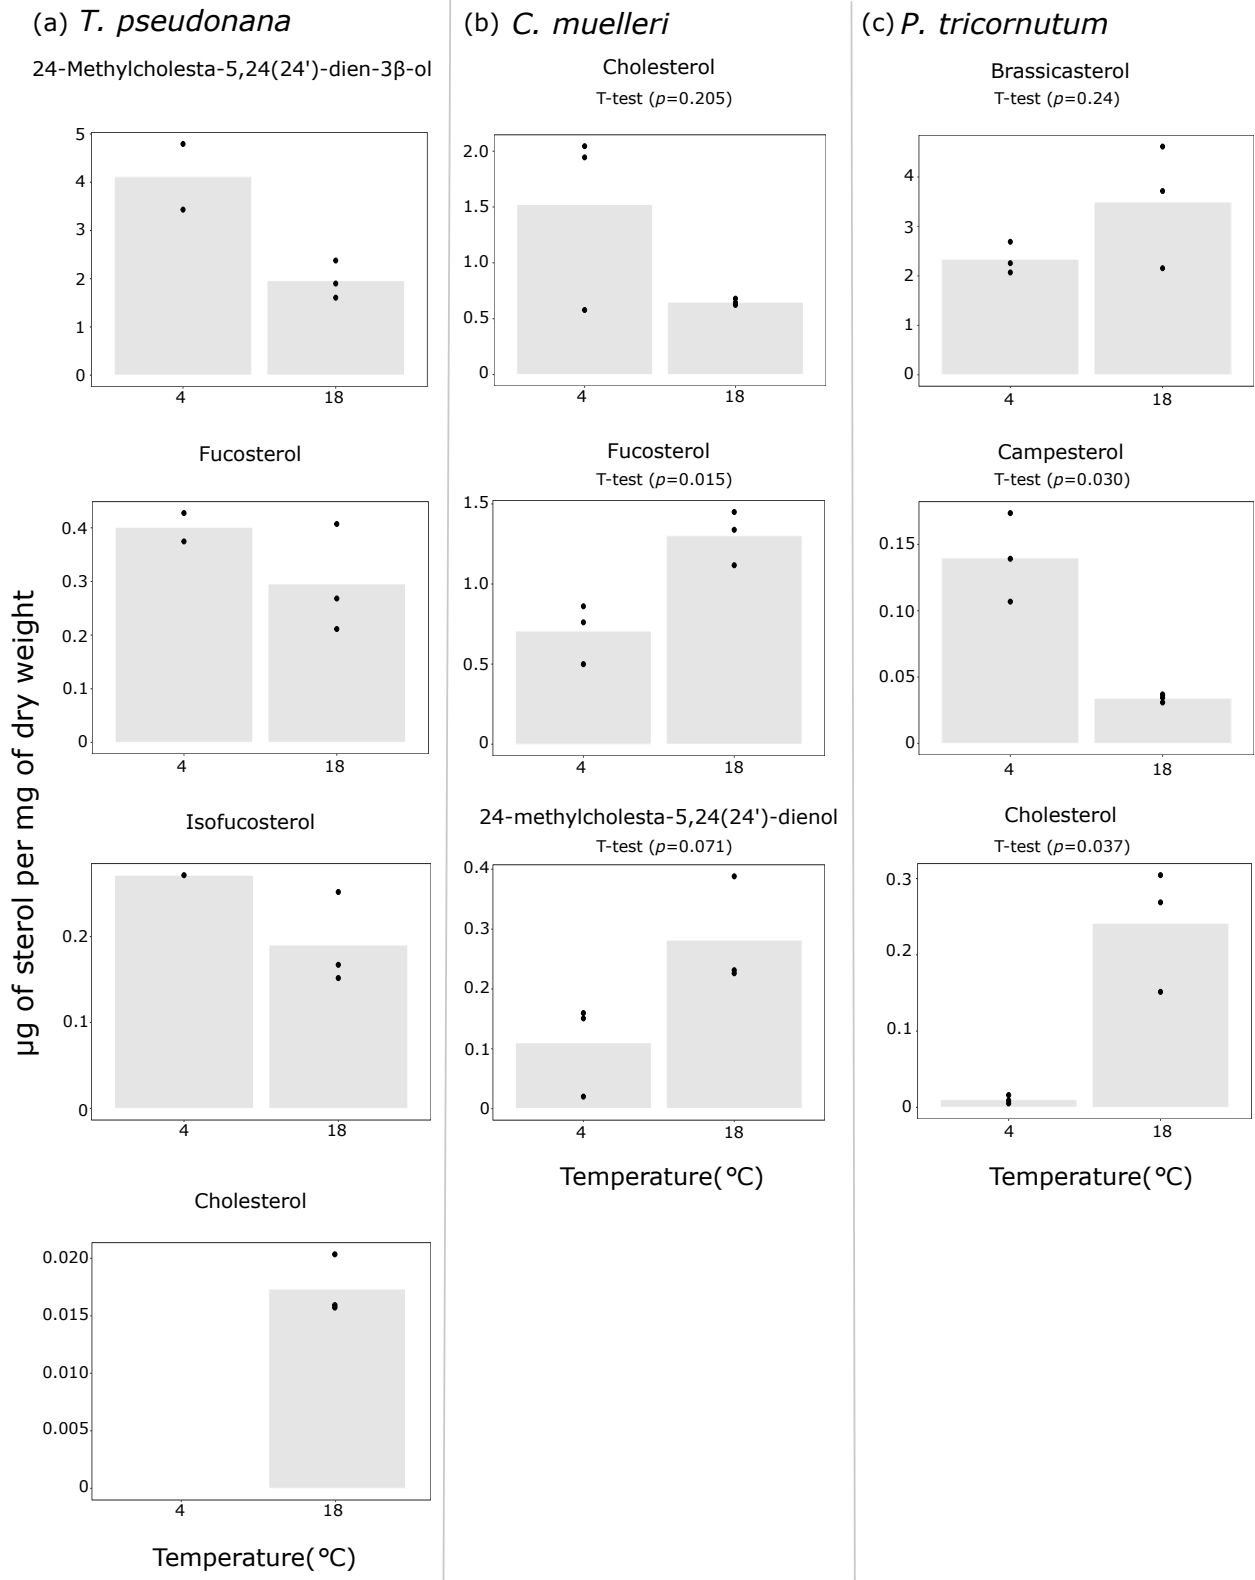 µg of sterol per mg of dry weight
(a) T. pseudonana
24-Methylcholesta-5,24(24')-dien-3β-ol
5
4
3
2
1
0
4 18
Fucosterol
0.4
0.3
0.2
0.1
0
4 18
Isofucosterol
0.2
0.1
0
4 18
Cholesterol
0.020
0.015
0.010
0.005
0
4 18
Temperature(°C)
(b) C. muelleri
Cholesterol
T-test (p=0.205)
2.0
1.5
1.0
0.5
0
4 18
Fucosterol
T-test (p=0.015)
1.5
1.0
0.5
0
4 18
24-methylcholesta-5,24(24')-dienol
T-test (p=0.071)
0.4
0.3
0.2
0.1
0
4 18
Temperature(°C)
(c) P. tricornutum
Brassicasterol
T-test (p=0.24)
4
3
2
1
0
4 18
Campesterol
T-test (p=0.030)
0.15
0.10
0.05
0
4 18
Cholesterol
T-test (p=0.037)
0.3
0.2
0.1
0
4 18
Temperature(°C)